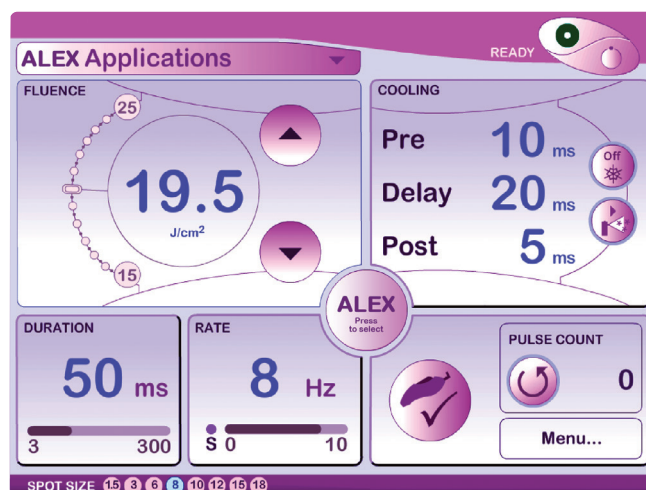 ALEX Applications
READY
FLUENCE
25
19.5
J/cm²
15
COOLING
Pre 10 ms
Delay 20 ms
Post 5 ms
Off
ALEX
Press
to select
DURATION
50 ms
3 300
RATE
8 Hz
S 0 10
PULSE COUNT
0
Menu...
SPOT SIZE 1.5 3 6 8 10 12 15 18